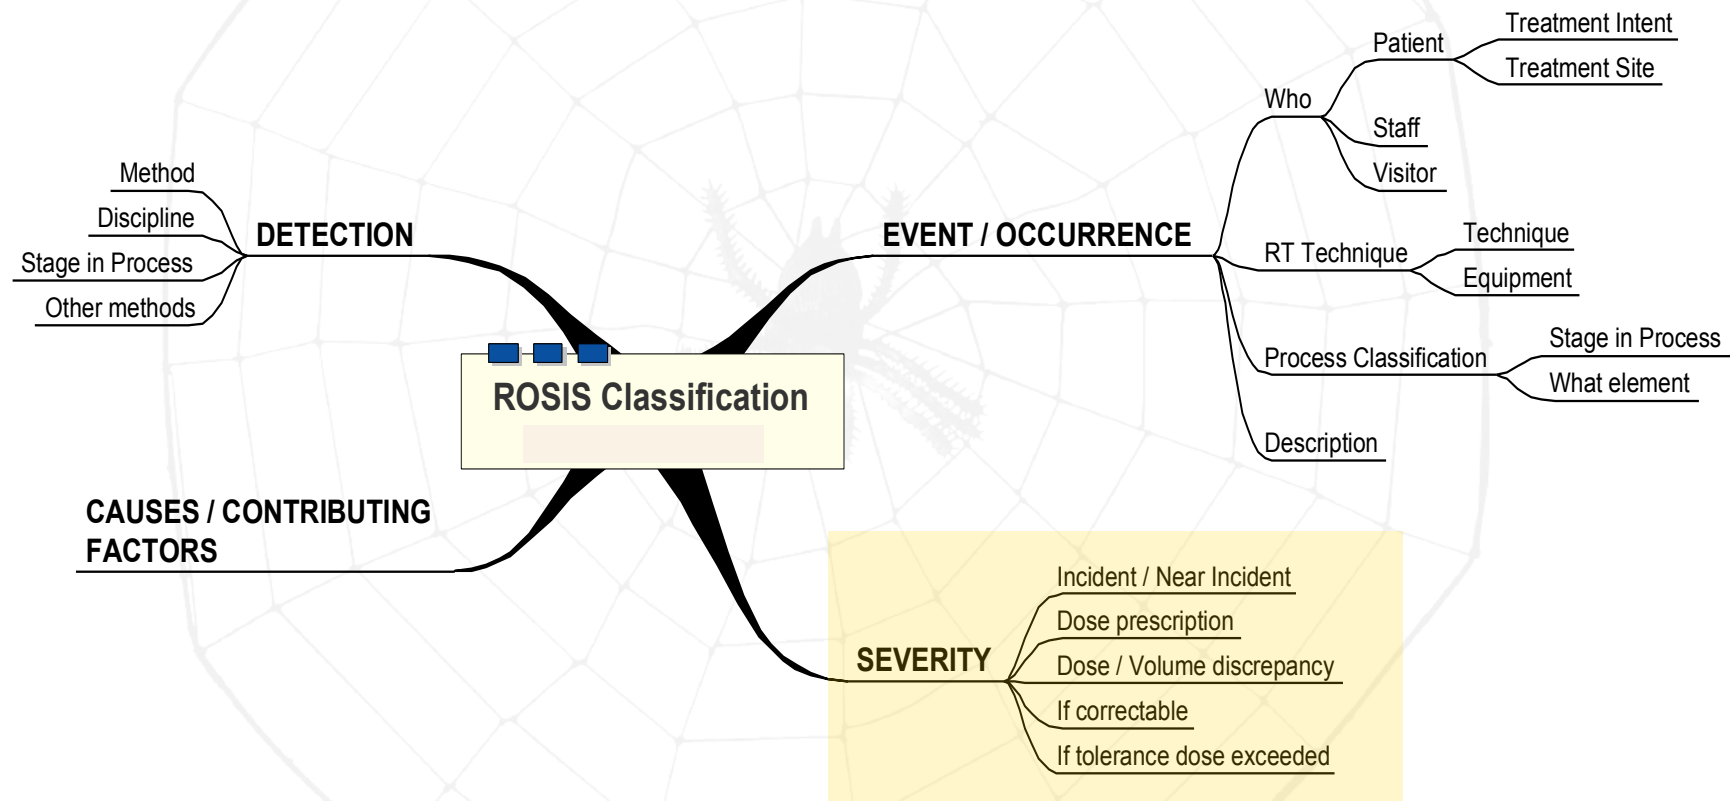 Treatment Intent
Patient
Treatment Site
Who
Staff
Visitor
EVENT / OCCURRENCE
Technique
RT Technique
Equipment
Stage in Process
Process Classification
What element
Description
Method
Discipline
DETECTION
Stage in Process
Other methods
ROSIS Classification
CAUSES / CONTRIBUTING
FACTORS
Incident / Near Incident
Dose prescription
SEVERITY
Dose / Volume discrepancy
If correctable
If tolerance dose exceeded